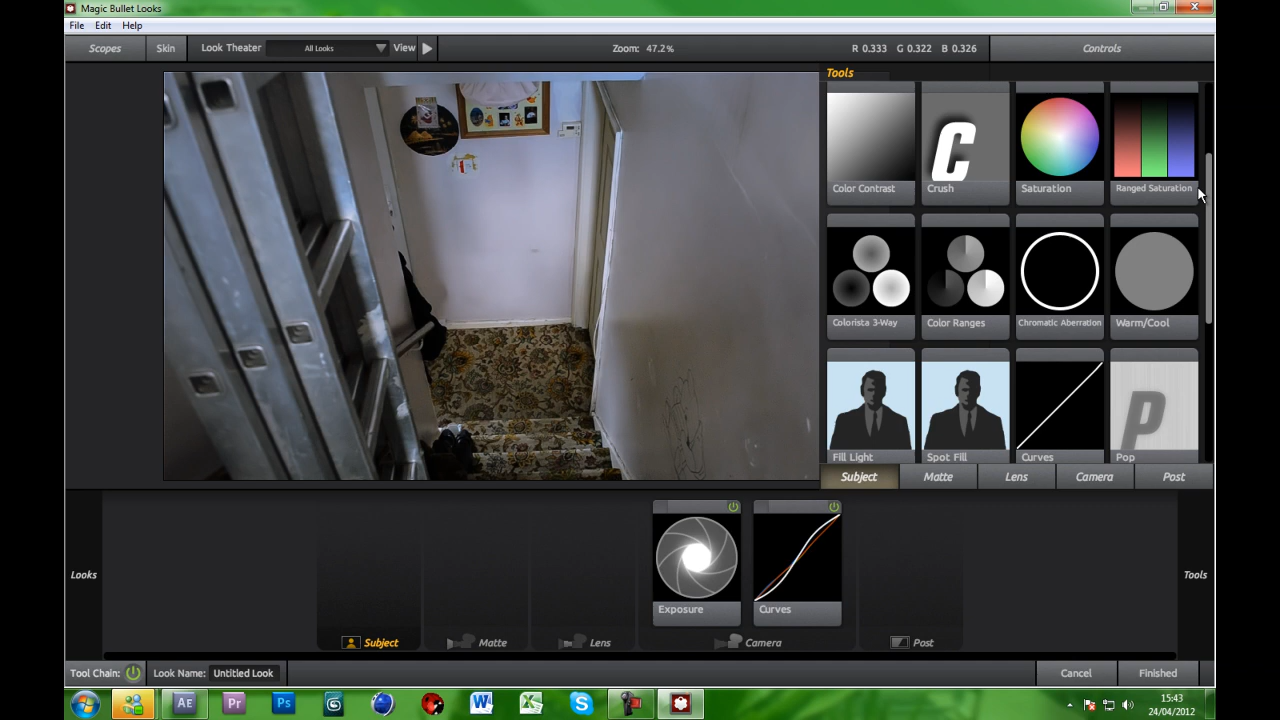 Magic Bullet Looks
File Edit Help
Scopes Skin Look Theater All Looks View Zoom: 47.2% R 0.333 G 0.322 B 0.326 Controls
Tools
Color Contrast Crush Saturation Ranged Saturation
C
Colorista 3-Way Color Ranges Chromatic Aberration Warm/Cool
P
Fill Light Spot Fill Curves Pop
Subject Matte Lens Camera Post
Exposure Curves
Looks Tools
Subject Matte Lens Camera Post
Tool Chain: Look Name: Untitled Look Cancel Finished
AE Pr Ps W X S
15:43
24/04/2012